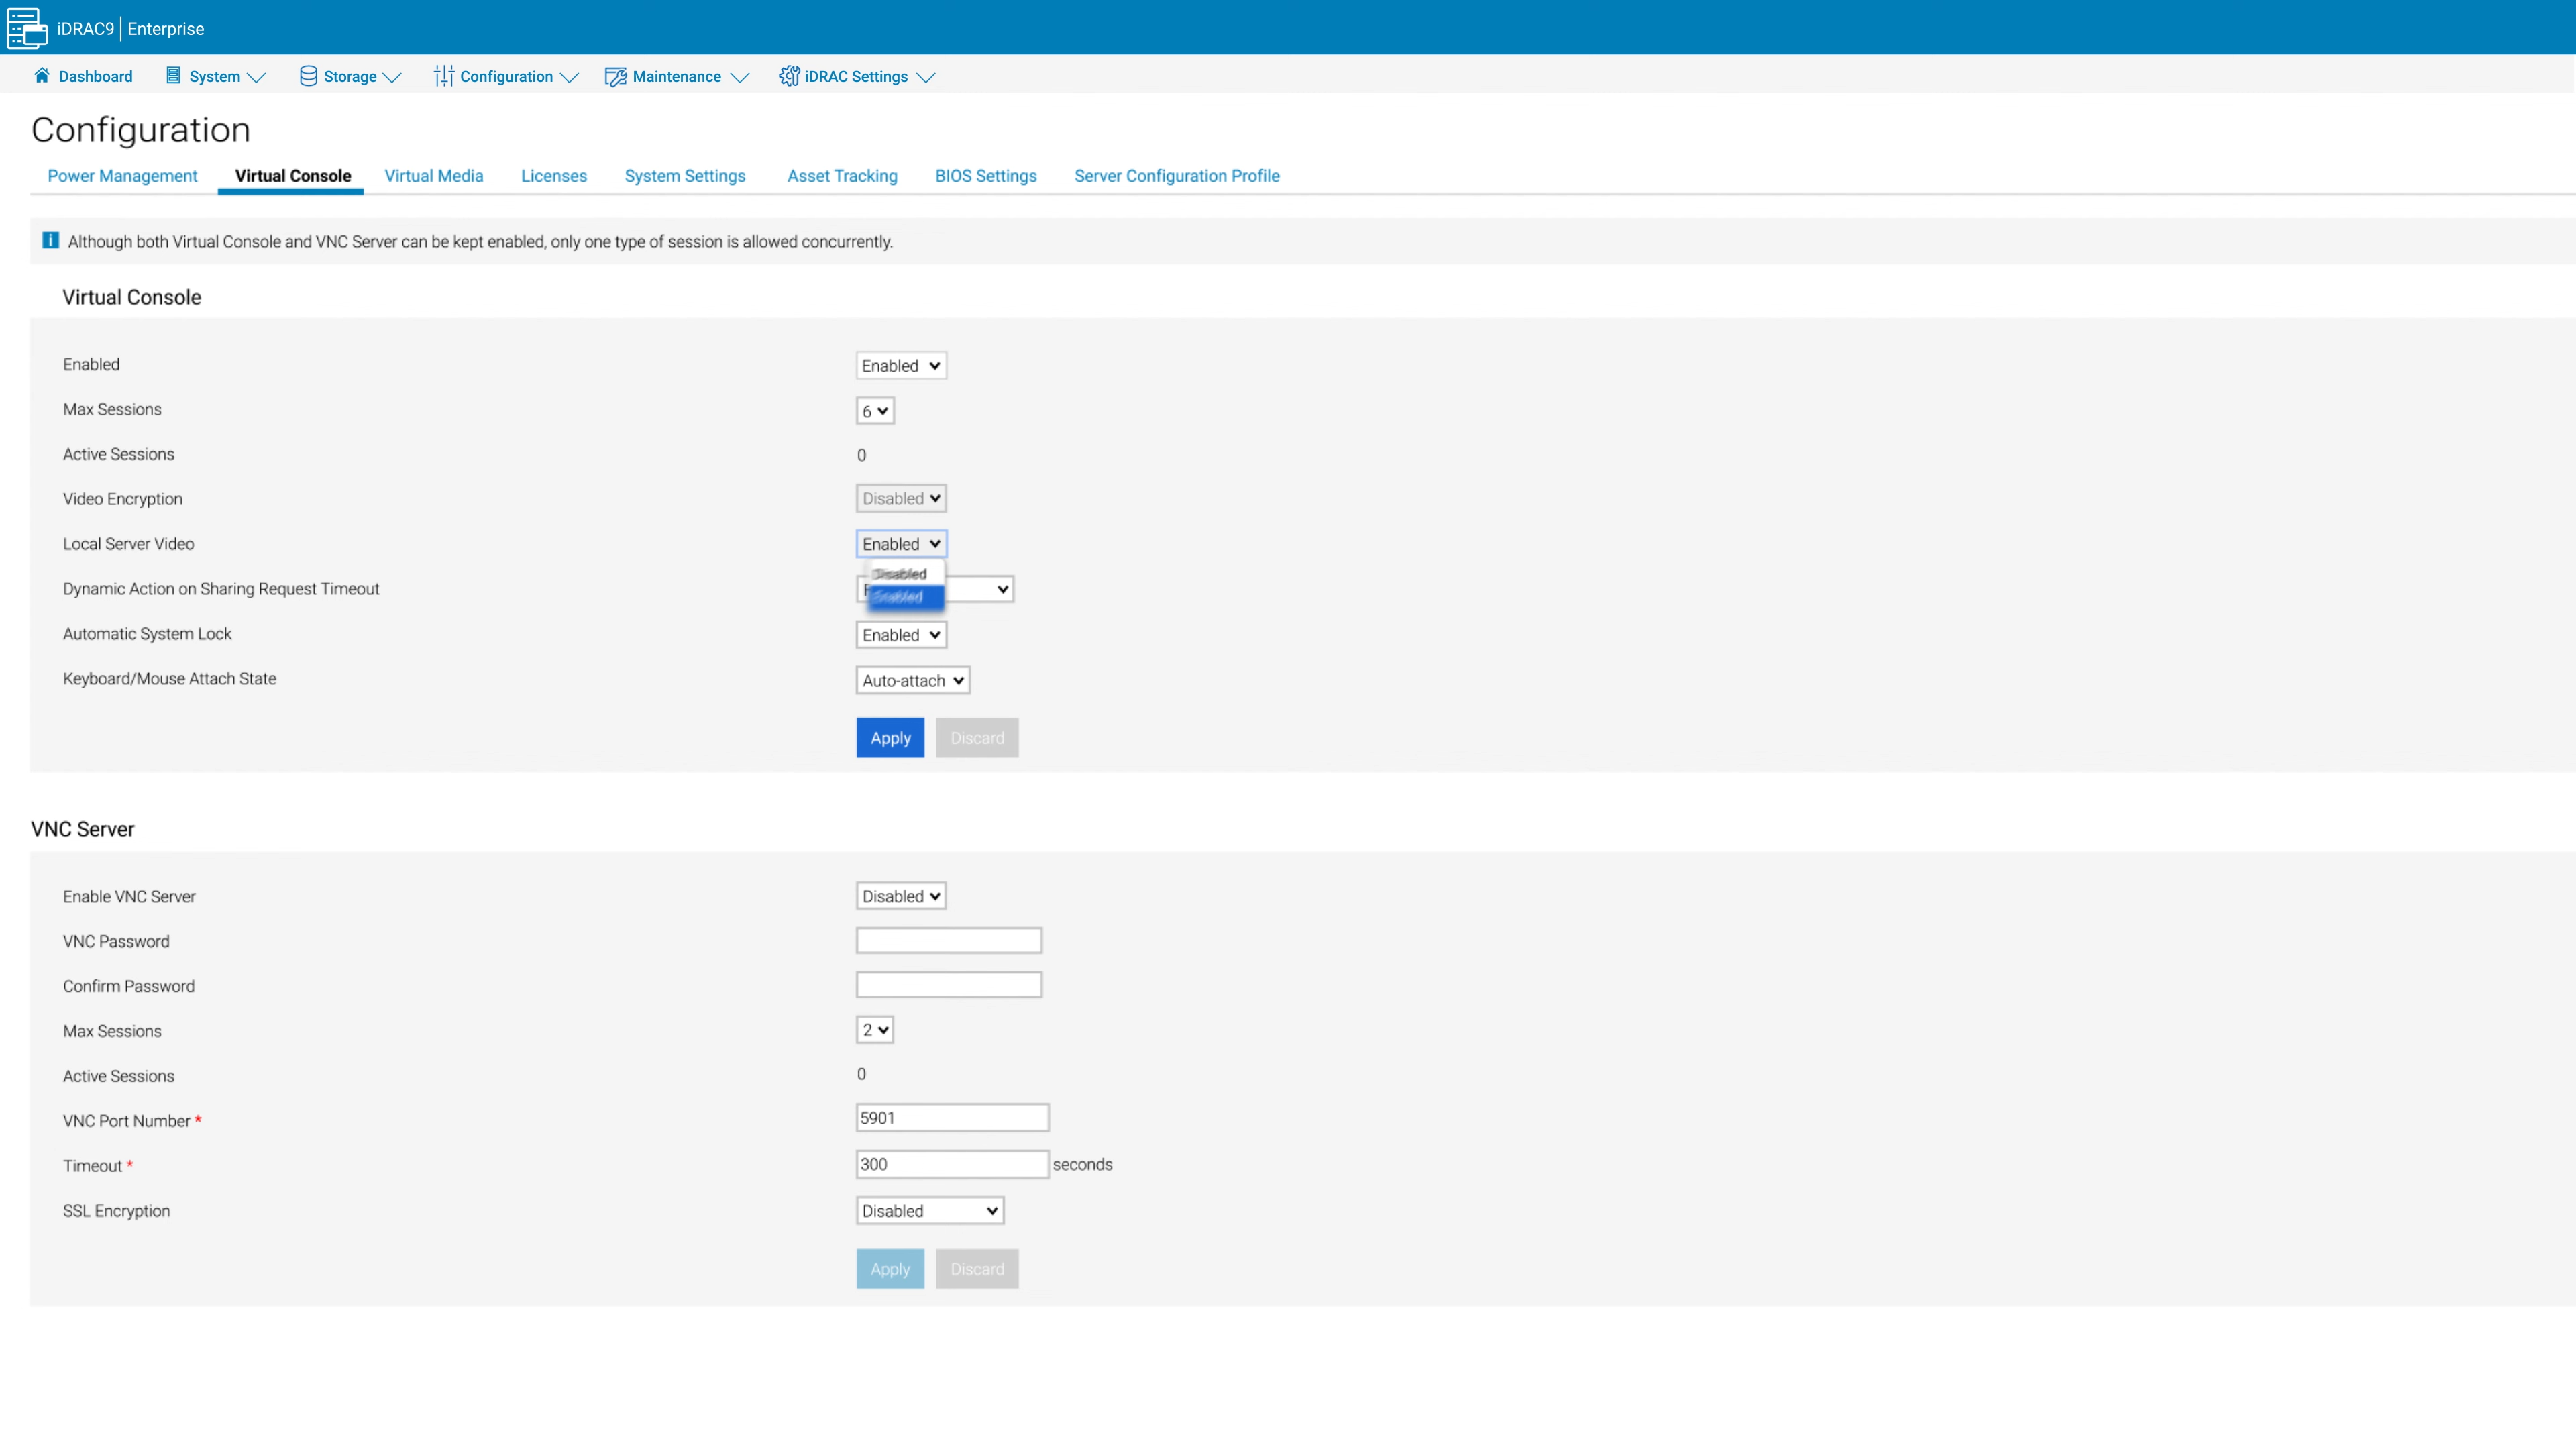 iDRAC9 | Enterprise
Dashboard System Storage Configuration Maintenance iDRAC Settings
Configuration
Power Management Virtual Console Virtual Media Licenses System Settings Asset Tracking BIOS Settings Server Configuration Profile
i Although both Virtual Console and VNC Server can be kept enabled, only one type of session is allowed concurrently.
Virtual Console
Enabled Enabled
Max Sessions 6
Active Sessions 0
Video Encryption Disabled
Local Server Video Enabled
Disabled
Dynamic Action on Sharing Request Timeout
Enabled
Automatic System Lock Enabled
Keyboard/Mouse Attach State Auto-attach
Apply Discard
VNC Server
Enable VNC Server Disabled
VNC Password
Confirm Password
Max Sessions 2
Active Sessions 0
VNC Port Number * 5901
Timeout * 300 seconds
SSL Encryption Disabled
Apply Discard